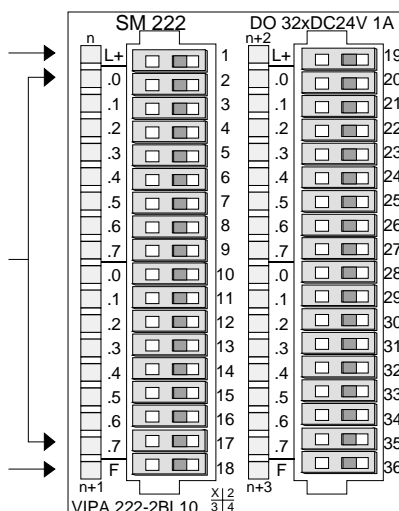 SM 222 DO 32xDC24V 1A
n n+2
L+ 1 L+ 19
.0 2 .0 20
.1 3 .1 21
.2 4 .2 22
.3 5 .3 23
.4 6 .4 24
.5 7 .5 25
.6 8 .6 26
.7 9 .7 27
.0 10 .0 28
.1 11 .1 29
.2 12 .2 30
.3 13 .3 31
.4 14 .4 32
.5 15 .5 33
.6 16 .6 34
.7 17 .7 35
F 18 F 36
n+1 n+3
VIPA 222-2BL10 X 2
3 4